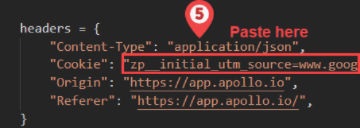 5
Paste here
headers = {
"Content-Type": "application/json",
"Cookie": "zp__initial_utm_source=www.goog
"Origin": "https://app.apollo.io",
"Referer": "https://app.apollo.io/",
}